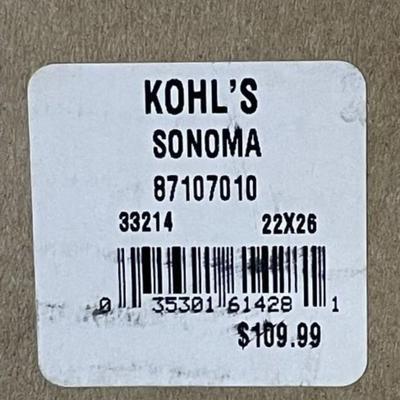 KOHL'S
SONOMA
87107010
33214 22X26
0 35301 61428 1
$109.99